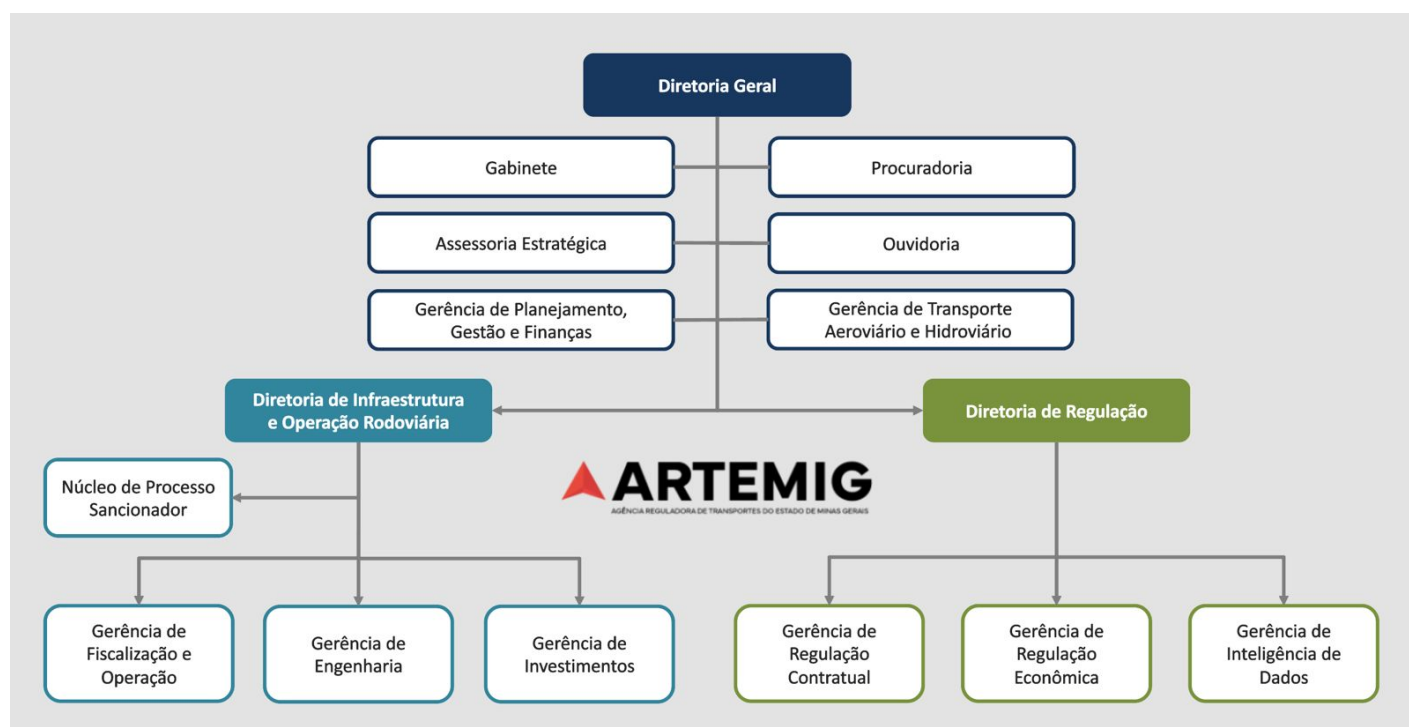 Diretoria Geral
Gabinete
Procuradoria
Assessoria Estratégica
Ouvidoria
Gerência de Planejamento,
Gestão e Finanças
Gerência de Transporte
Aeroviário e Hidroviário
Diretoria de Infraestrutura
e Operação Rodoviária
Diretoria de Regulação
Núcleo de Processo
Sancionador
ARTEMIG
AGÊNCIA REGULADORA DE TRANSPORTES DO ESTADO DE MINAS GERAIS
Gerência de
Fiscalização e
Operação
Gerência de
Engenharia
Gerência de
Investimentos
Gerência de
Regulação
Contratual
Gerência de
Regulação
Econômica
Gerência de
Inteligência de
Dados